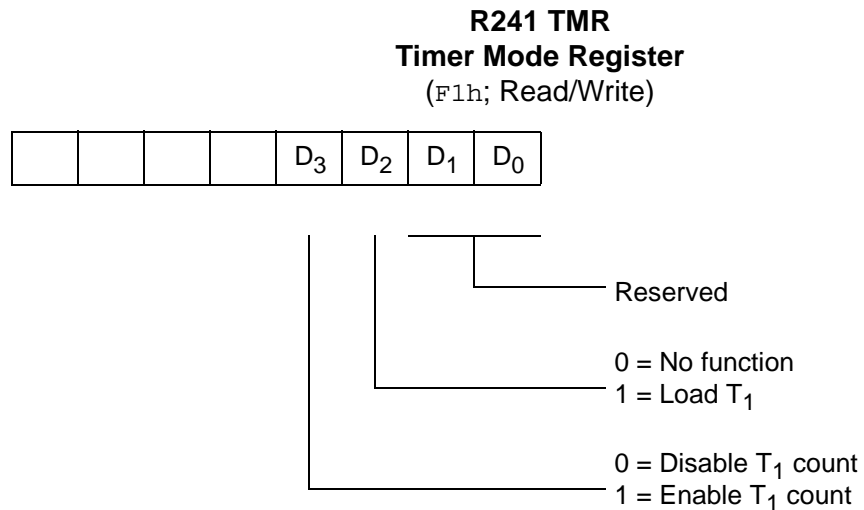 R241 TMR
Timer Mode Register
(F1h; Read/Write)
D3 D2 D1 D0
Reserved
0 = No function
1 = Load T1
0 = Disable T1 count
1 = Enable T1 count